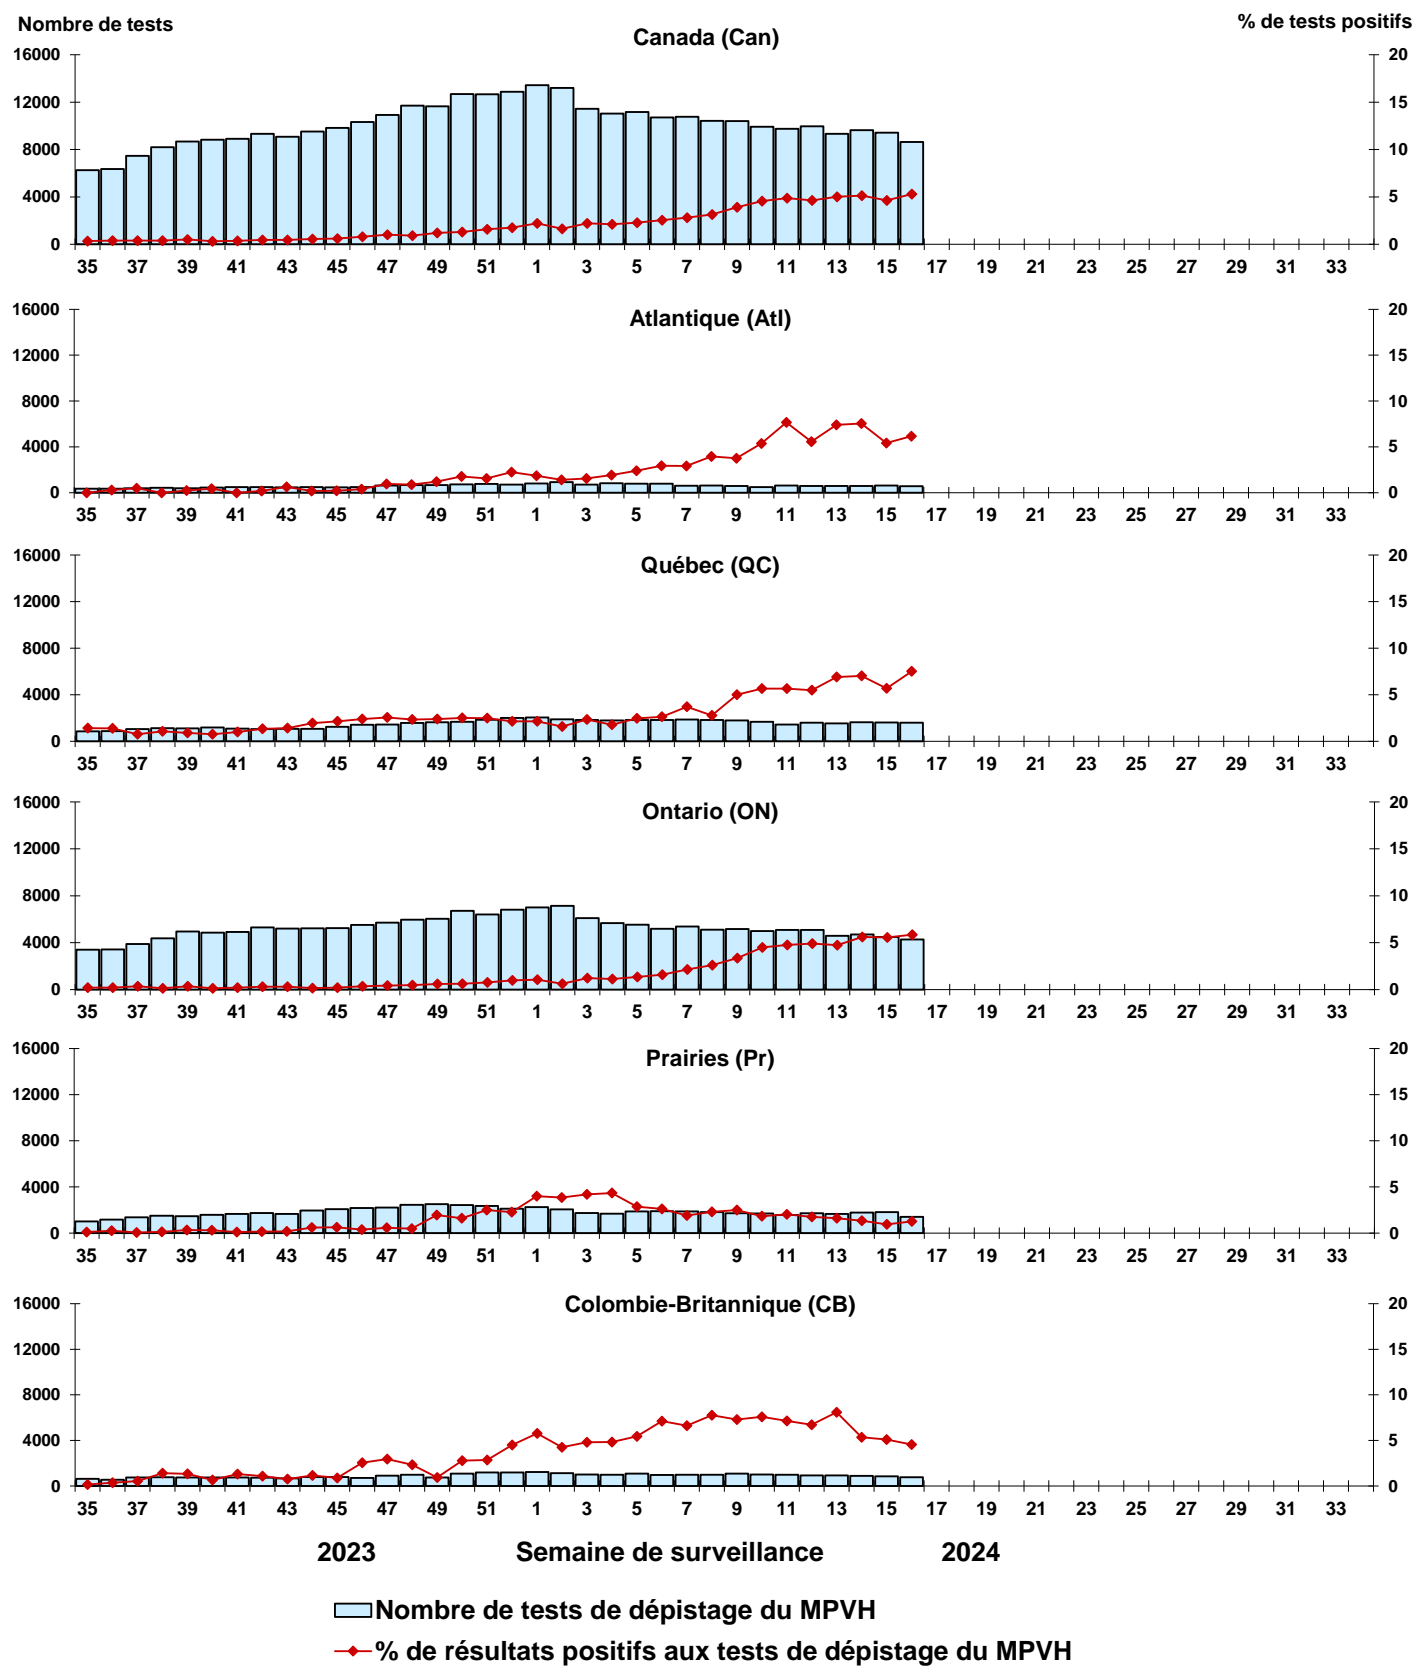 Nombre de tests % de tests positifs
Canada (Can)
16000 20
12000 15
8000 10
4000 5
0 0
35 37 39 41 43 45 47 49 51 1 3 5 7 9 11 13 15 17 19 21 23 25 27 29 31 33
Atlantique (Atl)
16000 20
12000 15
8000 10
4000 5
0 0
35 37 39 41 43 45 47 49 51 1 3 5 7 9 11 13 15 17 19 21 23 25 27 29 31 33
Québec (QC)
16000 20
12000 15
8000 10
4000 5
0 0
35 37 39 41 43 45 47 49 51 1 3 5 7 9 11 13 15 17 19 21 23 25 27 29 31 33
Ontario (ON)
16000 20
12000 15
8000 10
4000 5
0 0
35 37 39 41 43 45 47 49 51 1 3 5 7 9 11 13 15 17 19 21 23 25 27 29 31 33
Prairies (Pr)
16000 20
12000 15
8000 10
4000 5
0 0
35 37 39 41 43 45 47 49 51 1 3 5 7 9 11 13 15 17 19 21 23 25 27 29 31 33
Colombie-Britannique (CB)
16000 20
12000 15
8000 10
4000 5
0 0
35 37 39 41 43 45 47 49 51 1 3 5 7 9 11 13 15 17 19 21 23 25 27 29 31 33
2023 Semaine de surveillance 2024
Nombre de tests de dépistage du MPVH
% de résultats positifs aux tests de dépistage du MPVH